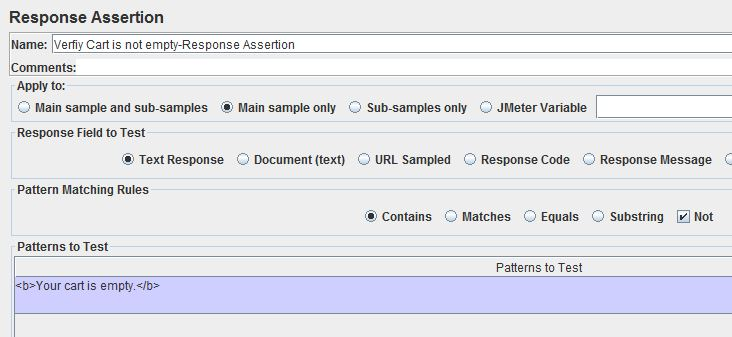 Response Assertion
Name: Verfiy Cart is not empty-Response Assertion
Comments:
Apply to:
Main sample and sub-samples Main sample only Sub-samples only JMeter Variable
Response Field to Test
Text Response Document (text) URL Sampled Response Code Response Message
Pattern Matching Rules
Contains Matches Equals Substring Not
Patterns to Test
Patterns to Test
<b>Your cart is empty.</b>